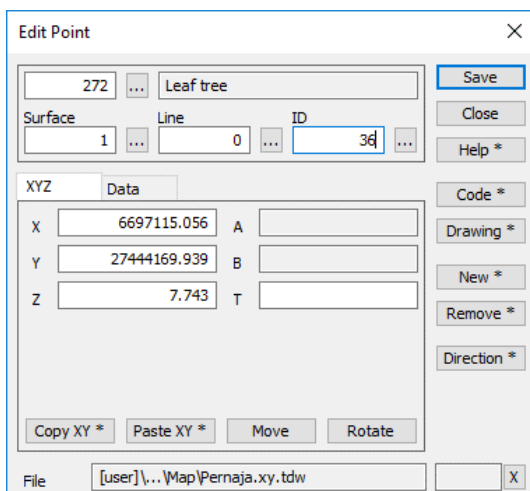 Edit Point
272 ... Leaf tree Save
Surface Line ID Close
1 ... 0 ... 36 ... Help *
XYZ Data Code *
X 6697115.056 A Drawing *
Y 27444169.939 B
Z 7.743 T New *
Remove *
Direction *
Copy XY * Paste XY * Move Rotate
File [user]\...\Map\Pernaja.xy.tdw X